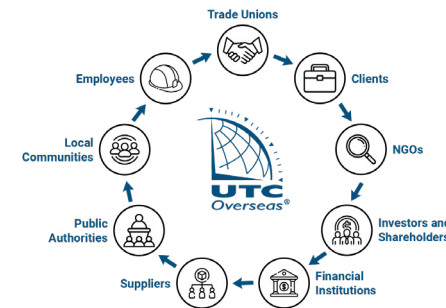 Trade Unions
Clients
NGOs
Investors and
Shareholders
Financial
Institutions
Suppliers
Public
Authorities
Local
Communities
Employees
UTC
Overseas®